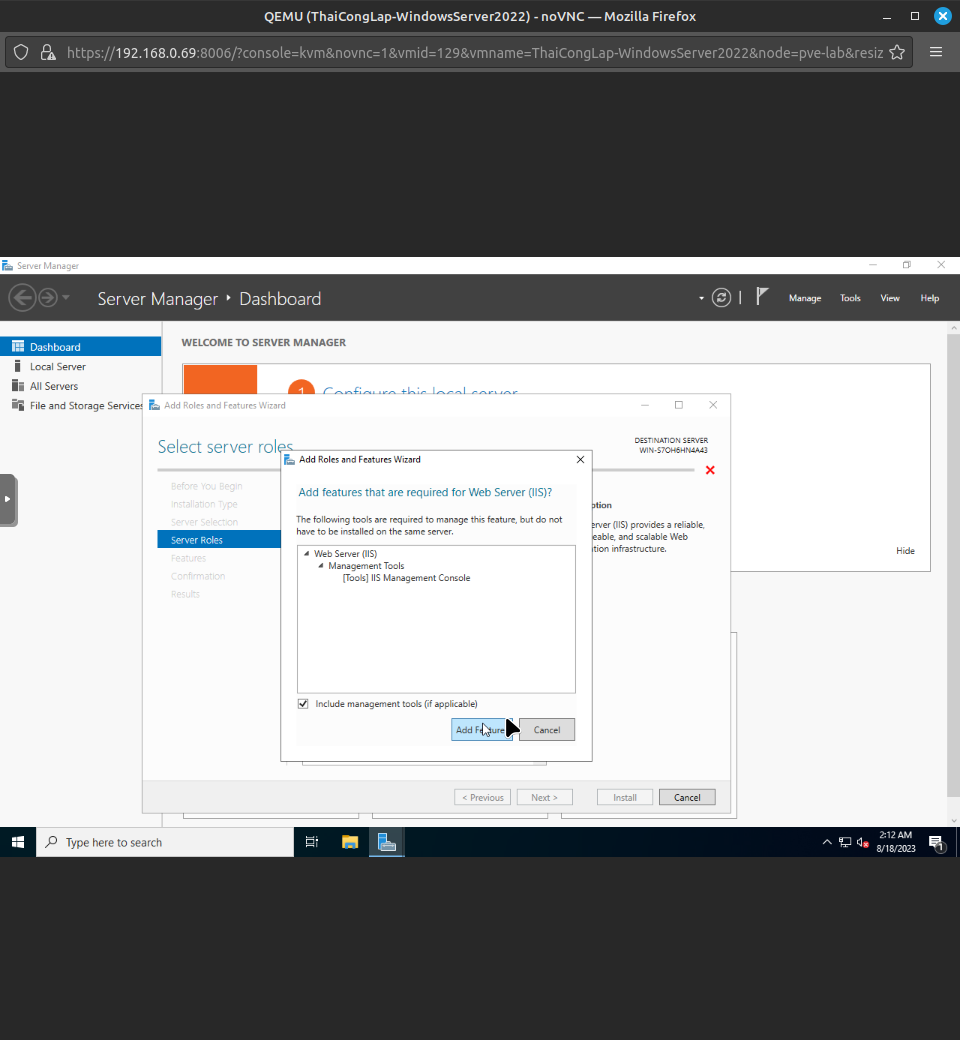 QEMU (ThaiCongLap-WindowsServer2022) - noVNC — Mozilla Firefox
https://192.168.0.69:8006/?console=kvm&novnc=1&vmid=129&vmname=ThaiCongLap-WindowsServer2022&node=pve-lab&resiz
Server Manager
Server Manager ‣ Dashboard
Manage Tools View Help
Dashboard
Local Server
All Servers
File and Storage Services
WELCOME TO SERVER MANAGER
1 Configure this local server
Hide
Add Roles and Features Wizard
Select server roles
DESTINATION SERVER
WIN-S7OH6HN4A43
Before You Begin
Installation Type
Server Selection
Server Roles
Features
Confirmation
Results
ption
erver (IIS) provides a reliable,
eable, and scalable Web
tion infrastructure.
Add Roles and Features Wizard
Add features that are required for Web Server (IIS)?
The following tools are required to manage this feature, but do not
have to be installed on the same server.
Web Server (IIS)
Management Tools
[Tools] IIS Management Console
Include management tools (if applicable)
Add Feature Cancel
< Previous Next > Install Cancel
Type here to search
2:12 AM
8/18/2023
1